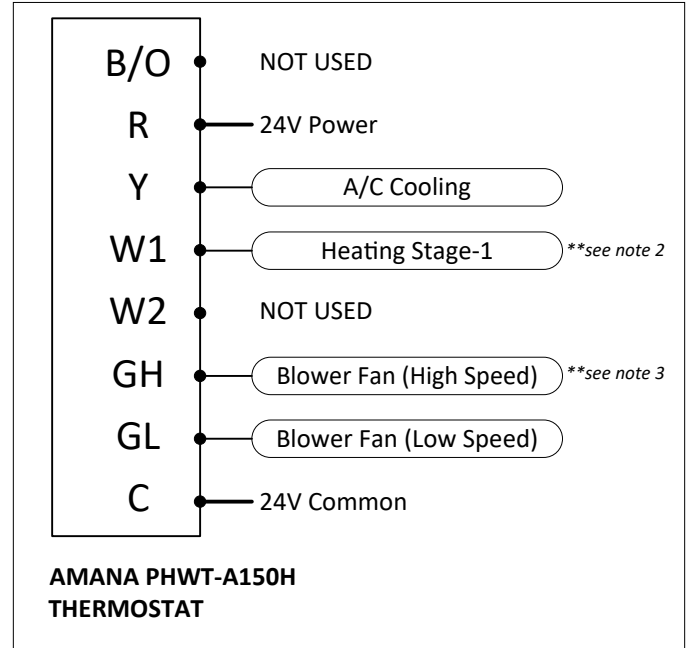 B/O NOT USED
R 24V Power
Y A/C Cooling
W1 Heating Stage-1 **see note 2
W2 NOT USED
GH Blower Fan (High Speed) **see note 3
GL Blower Fan (Low Speed)
C 24V Common
AMANA PHWT-A150H
THERMOSTAT